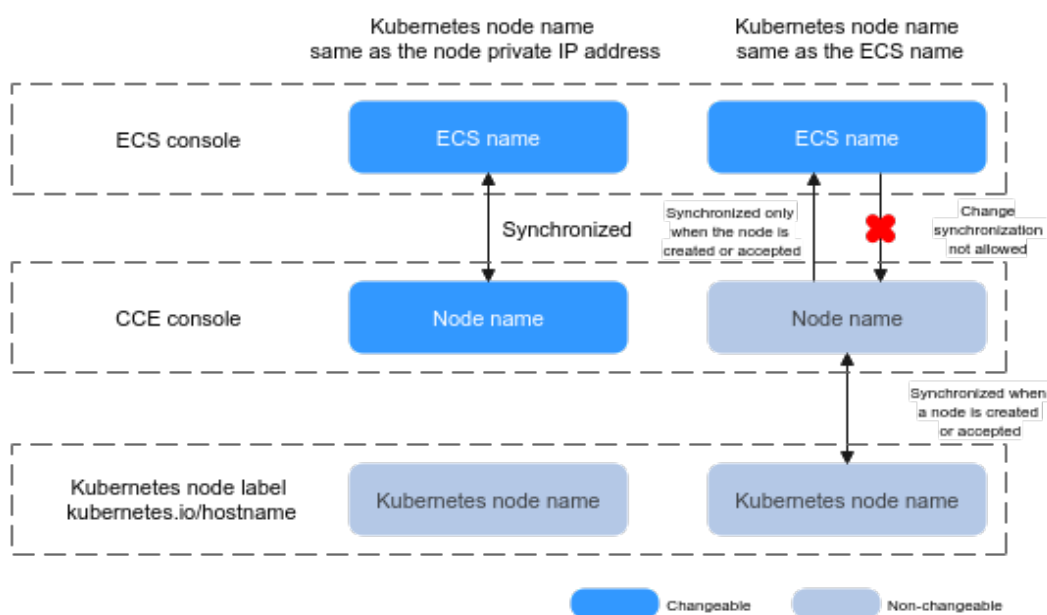 Kubernetes node name
same as the node private IP address
Kubernetes node name
same as the ECS name
ECS console
ECS name
ECS name
Synchronized
Synchronized only
when the node is
created or accepted
Change
synchronization
not allowed
CCE console
Node name
Node name
Synchronized when
a node is created
or accepted
Kubernetes node label
kubernetes.io/hostname
Kubernetes node name
Kubernetes node name
Changeable
Non-changeable